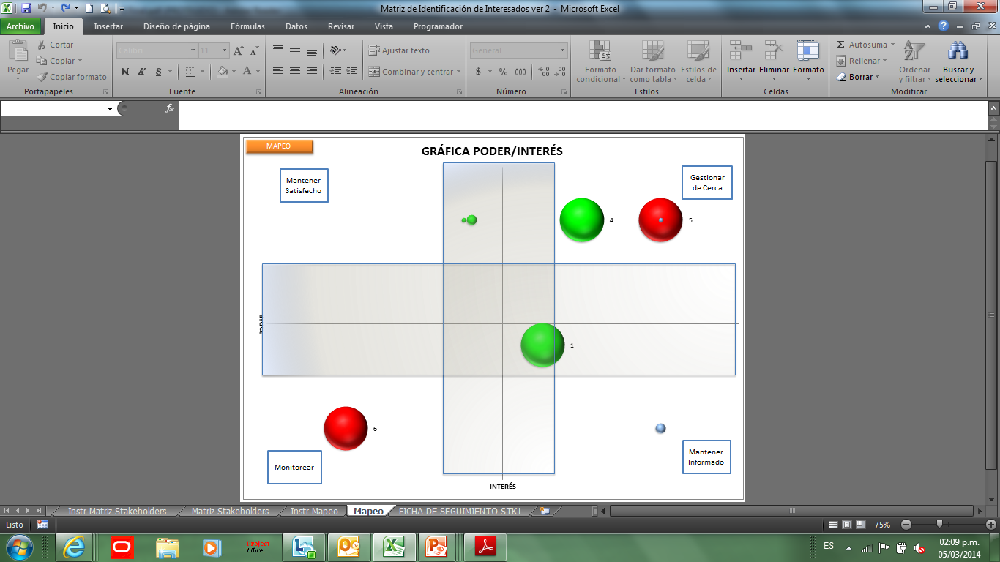 Matriz de Identificación de Interesados ver 2 - Microsoft Excel
Archivo Inicio Insertar Diseño de página Fórmulas Datos Revisar Vista Programador
Pegar
Cortar
Copiar
Copiar formato
Portapapeles
Calibri 11
N K S
A A
A
Fuente
Ajustar texto
Combinar y centrar
Alineación
General
$ % 000
Número
Formato condicional
Dar formato como tabla
Estilos de celda
Estilos
Insertar Eliminar Formato
Celdas
Σ Autosuma
Rellenar
Borrar
Ordenar y filtrar
Buscar y seleccionar
Modificar
fx
MAPEO
GRÁFICA PODER/INTERÉS
Mantener
Satisfecho
Gestionar
de Cerca
4
5
PODER
1
6
Monitorear
Mantener
Informado
INTERÉS
Instr Matriz Stakeholders Matriz Stakeholders Instr Mapeo Mapeo FICHA DE SEGUIMIENTO STK1
Listo
75%
Project
Libre
ES
02:09 p.m.
05/03/2014